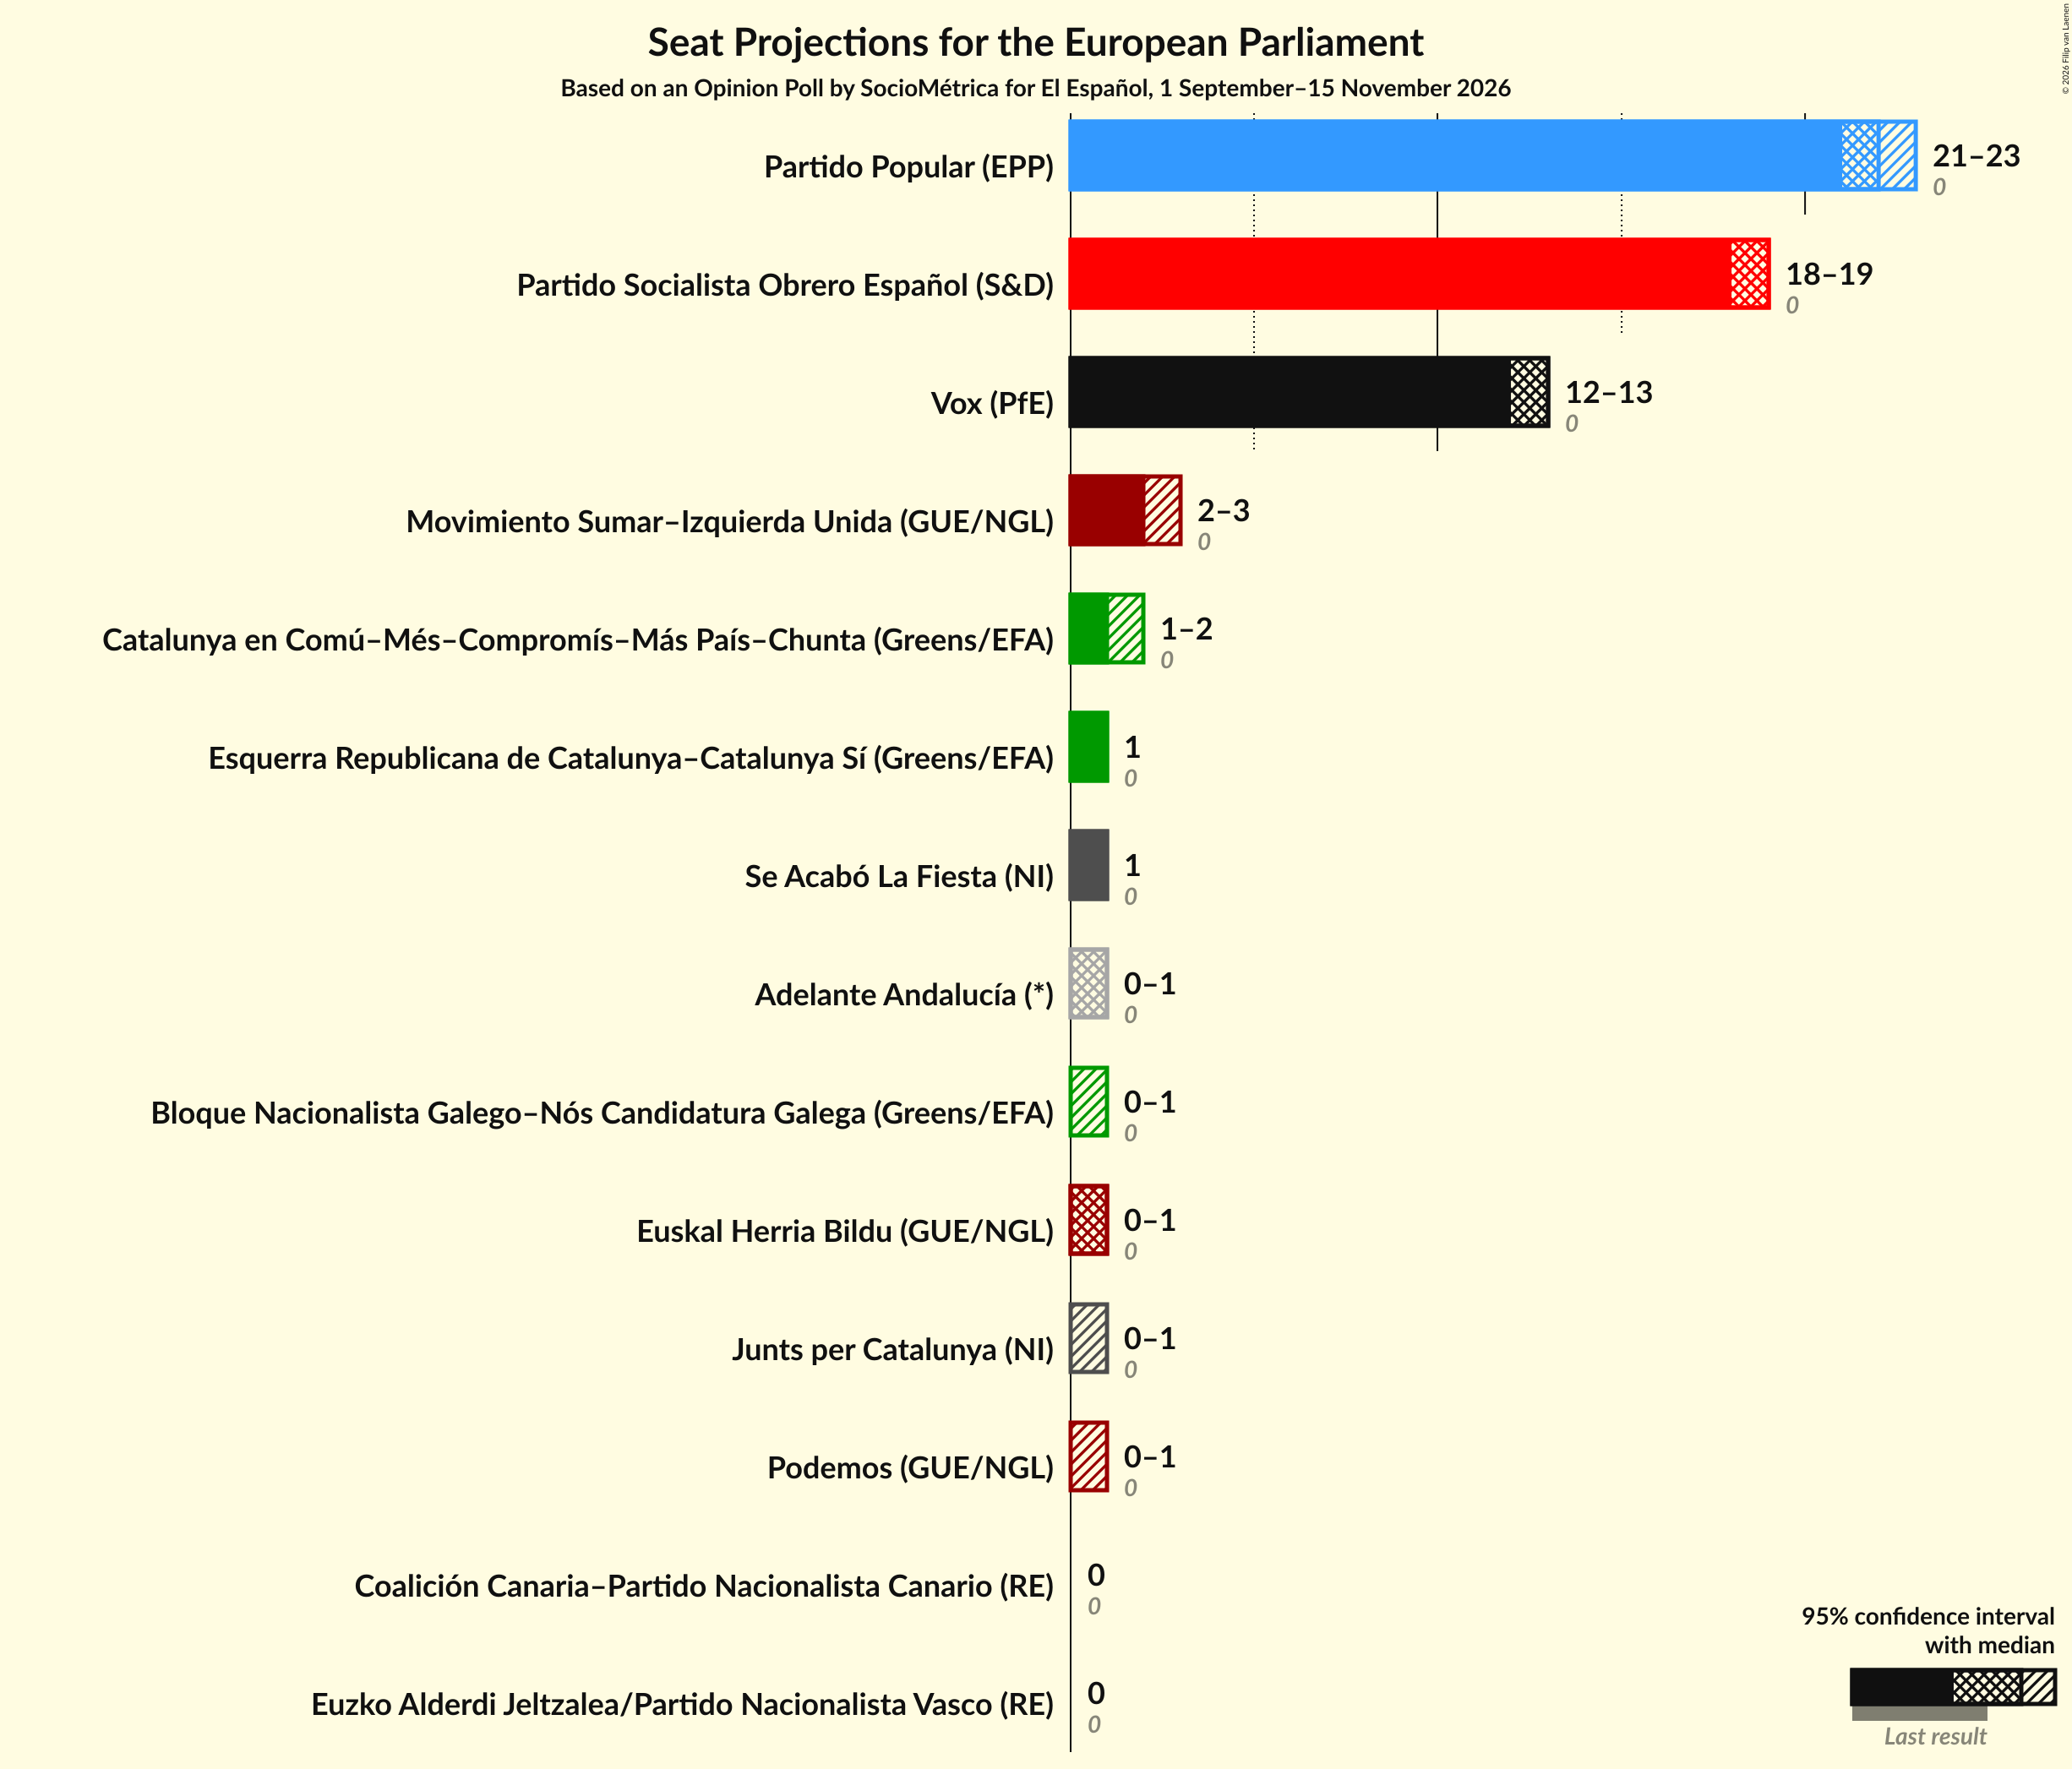 Seat Projections for the European Parliament
Based on an Opinion Poll by SocioMétrica for El Español, 1 September–15 November 2026
© 2026 Filip van Laenen
Partido Popular (EPP)
21–23
0
Partido Socialista Obrero Español (S&D)
18–19
0
Vox (PfE)
12–13
0
Movimiento Sumar–Izquierda Unida (GUE/NGL)
2–3
0
Catalunya en Comú–Més–Compromís–Más País–Chunta (Greens/EFA)
1–2
0
Esquerra Republicana de Catalunya–Catalunya Sí (Greens/EFA)
1
0
Se Acabó La Fiesta (NI)
1
0
Adelante Andalucía (*)
0–1
0
Bloque Nacionalista Galego–Nós Candidatura Galega (Greens/EFA)
0–1
0
Euskal Herria Bildu (GUE/NGL)
0–1
0
Junts per Catalunya (NI)
0–1
0
Podemos (GUE/NGL)
0–1
0
Coalición Canaria–Partido Nacionalista Canario (RE)
0
0
Euzko Alderdi Jeltzalea/Partido Nacionalista Vasco (RE)
0
0
95% confidence interval
with median
Last result